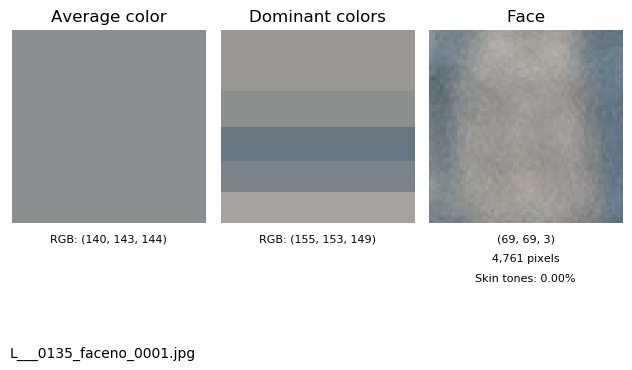 Average color
Dominant colors
Face
RGB: (140, 143, 144)
RGB: (155, 153, 149)
(69, 69, 3)
4,761 pixels
Skin tones: 0.00%
L___0135_faceno_0001.jpg